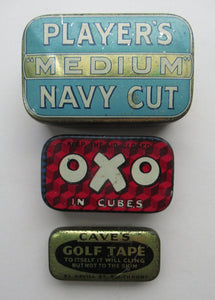 PLAYER'S
"MEDIUM"
NAVY CUT
OXO
IN CUBES
CAVE'S
GOLF TAPE
TO ITSELF IT WILL CLING
BUT NOT TO THE SKIN